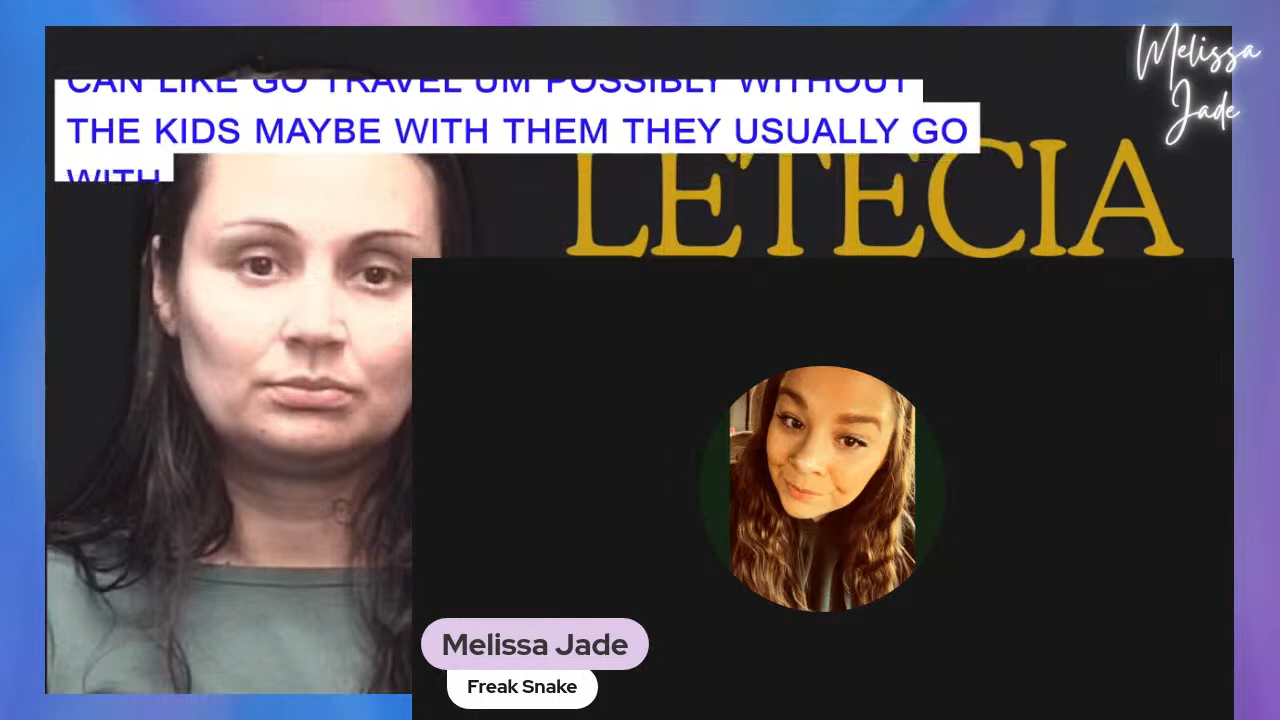 Melissa
Jade
CAN LIKE GO TRAVEL UM POSSIBLY WITHOUT
THE KIDS MAYBE WITH THEM THEY USUALLY GO
WITH
LETECIA
Melissa Jade
Freak Snake